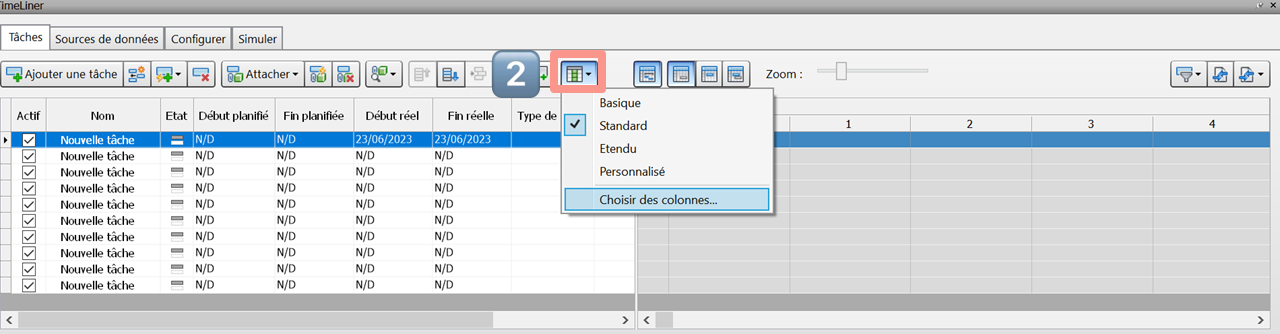 TimeLiner
Tâches Sources de données Configurer Simuler
Ajouter une tâche Attacher 2 Zoom :
Basique
Standard
Etendu
Personnalisé
Choisir des colonnes...
Actif Nom Etat Début planifié Fin planifiée Début réel Fin réelle Type de
1 2 3 4
Nouvelle tâche N/D N/D 23/06/2023 23/06/2023
Nouvelle tâche N/D N/D N/D N/D
Nouvelle tâche N/D N/D N/D N/D
Nouvelle tâche N/D N/D N/D N/D
Nouvelle tâche N/D N/D N/D N/D
Nouvelle tâche N/D N/D N/D N/D
Nouvelle tâche N/D N/D N/D N/D
Nouvelle tâche N/D N/D N/D N/D
Nouvelle tâche N/D N/D N/D N/D
Nouvelle tâche N/D N/D N/D N/D